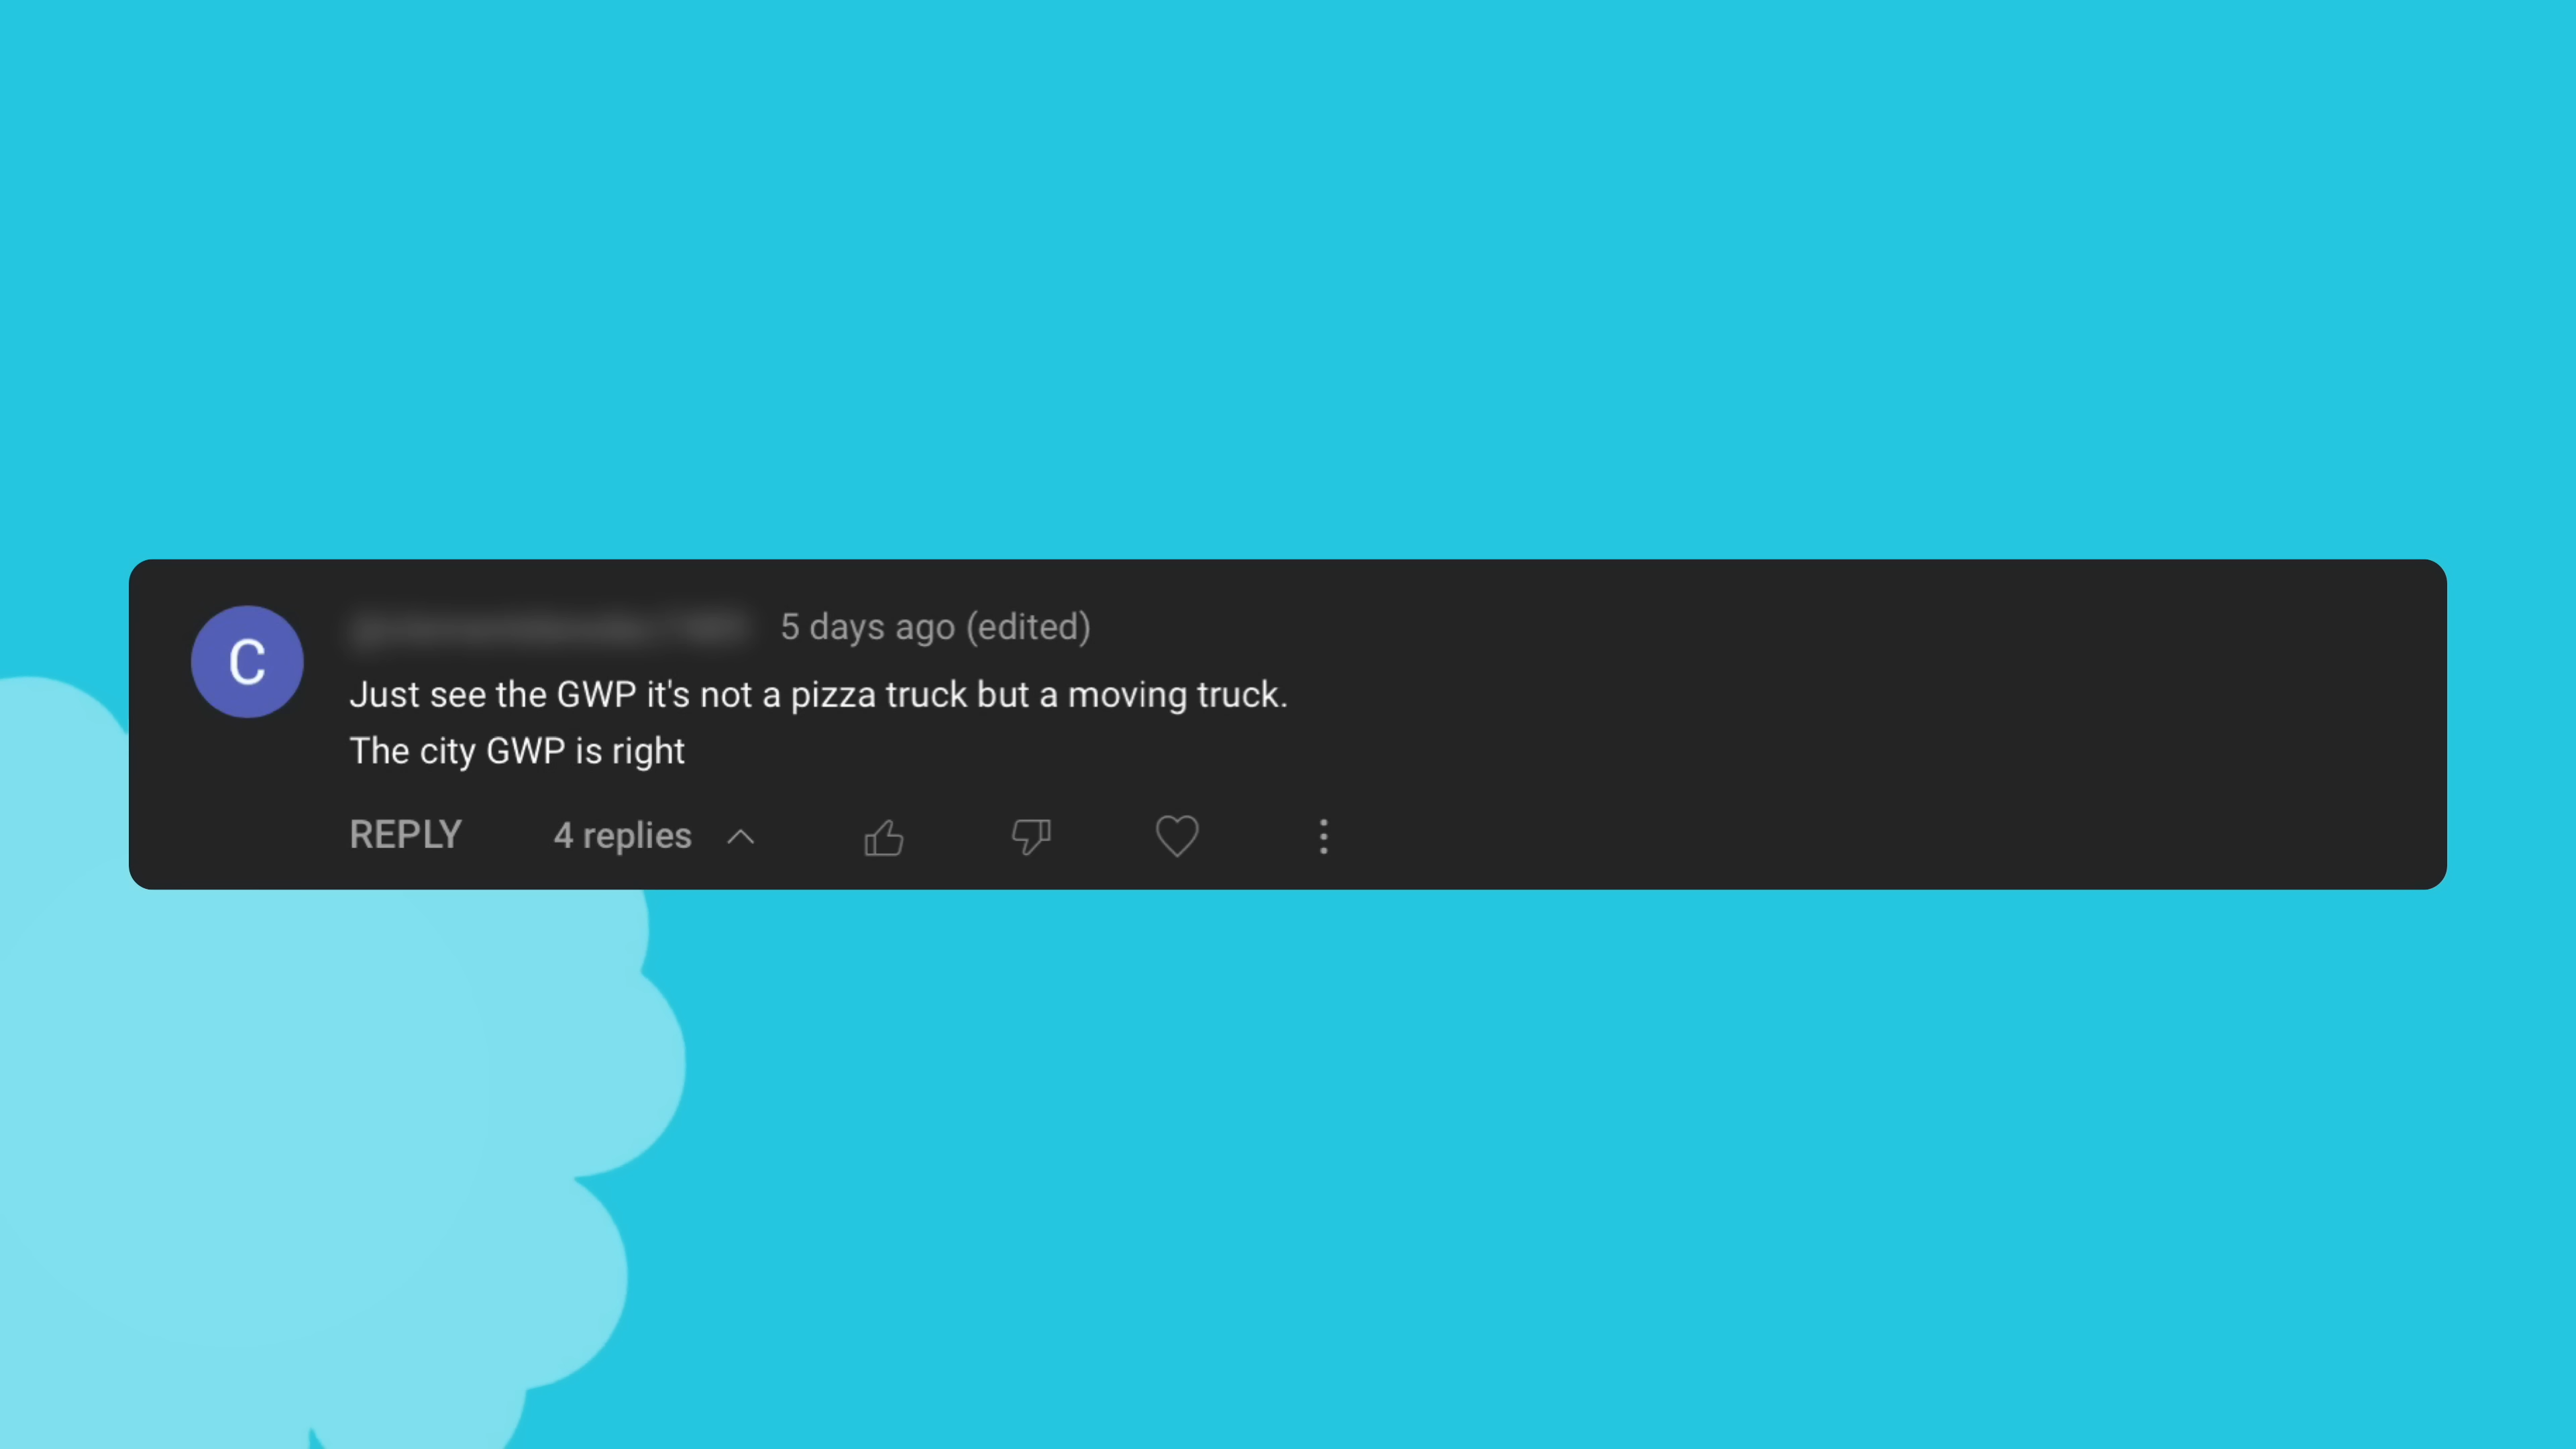 C
5 days ago (edited)
Just see the GWP it's not a pizza truck but a moving truck.
The city GWP is right
REPLY 4 replies